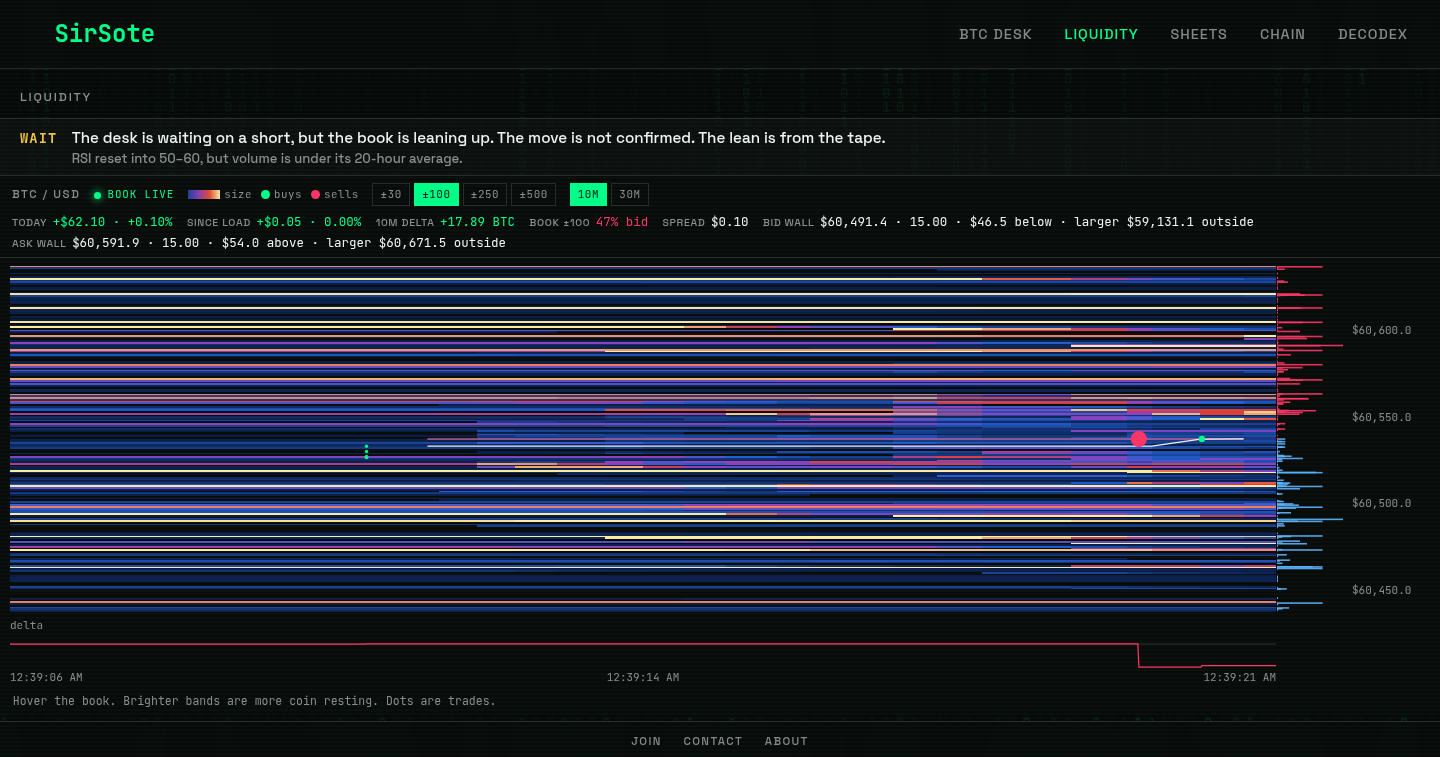 SirSote
BTC DESK LIQUIDITY SHEETS CHAIN DECODEX
LIQUIDITY
WAIT The desk is waiting on a short, but the book is leaning up. The move is not confirmed. The lean is from the tape.
RSI reset into 50–60, but volume is under its 20-hour average.
BTC / USD BOOK LIVE size buys sells ±30 ±100 ±250 ±500 10M 30M
TODAY +$62.10 · +0.10% SINCE LOAD +$0.05 · 0.00% 10M DELTA +17.89 BTC BOOK ±100 47% bid SPREAD $0.10 BID WALL $60,491.4 · 15.00 · $46.5 below · larger $59,131.1 outside
ASK WALL $60,591.9 · 15.00 · $54.0 above · larger $60,671.5 outside
$60,600.0
$60,550.0
$60,500.0
$60,450.0
delta
12:39:06 AM 12:39:14 AM 12:39:21 AM
Hover the book. Brighter bands are more coin resting. Dots are trades.
JOIN CONTACT ABOUT